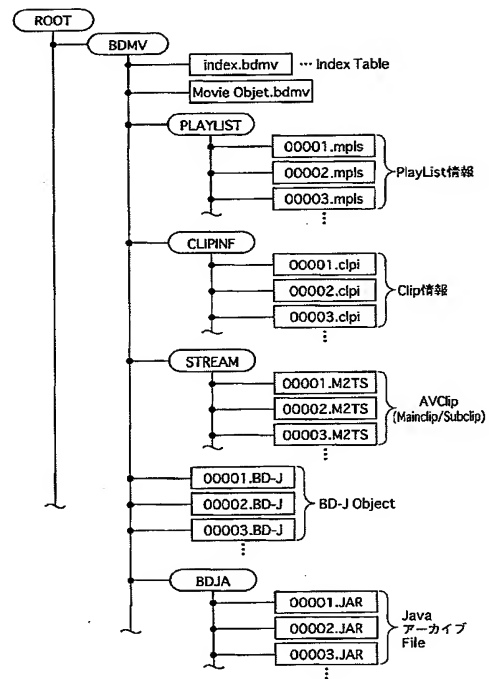 ROOT
BDMV
index.bdmv … Index Table
Movie Objet.bdmv
PLAYLIST
00001.mpls
00002.mpls
00003.mpls
PlayList情報
CLIPINF
00001.clpi
00002.clpi
00003.clpi
Clip情報
STREAM
00001.M2TS
00002.M2TS
00003.M2TS
AVClip
(Mainclip/Subclip)
00001.BD-J
00002.BD-J
00003.BD-J
BD-J Object
BDJA
00001.JAR
00002.JAR
00003.JAR
Java
アーカイブ
File